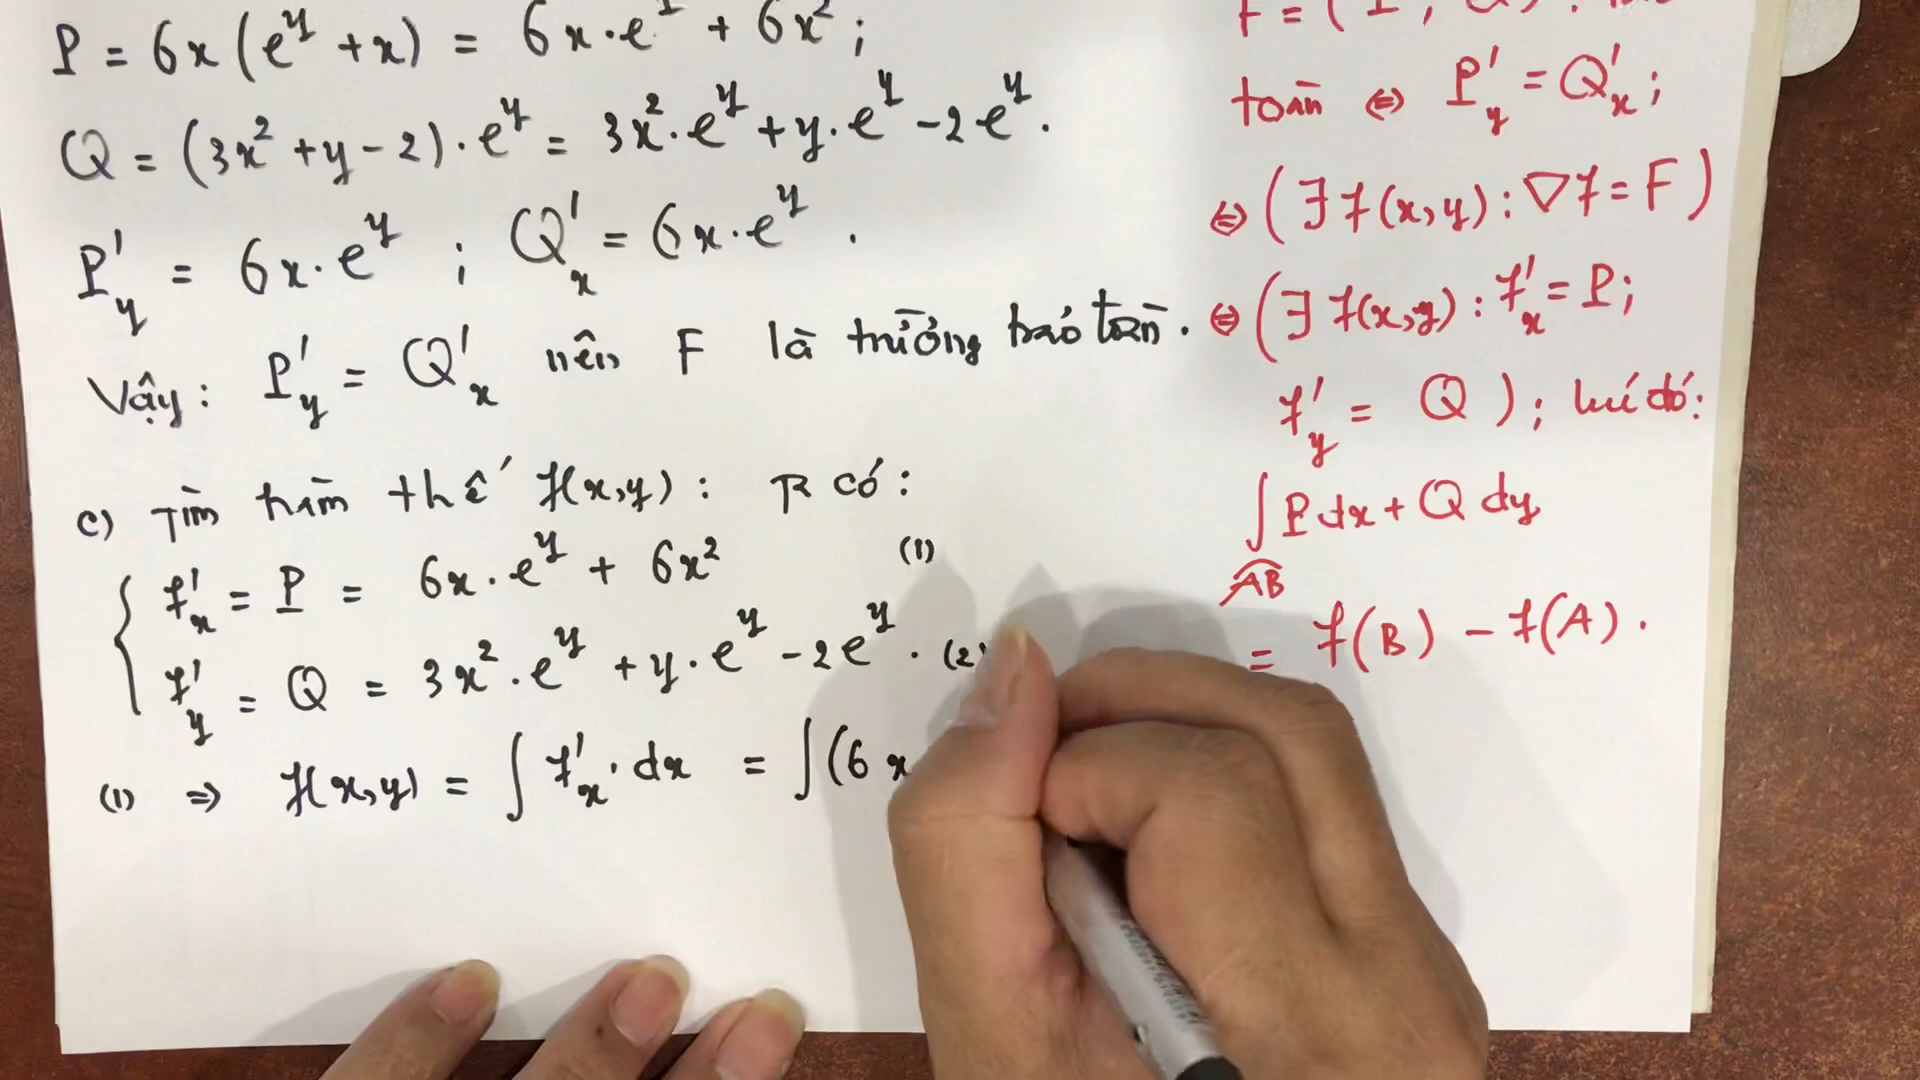 P = 6x(e^y + x) = 6x·e^y + 6x²;
Q = (3x² + y − 2)·e^y = 3x²·e^y + y·e^y − 2e^y.
P'_y = 6x·e^y ; Q'_x = 6x·e^y.
Vậy: P'_y = Q'_x nên F là trường bảo toàn.
c) Tìm hàm thế f(x,y): Ta có:
f'_x = P = 6x·e^y + 6x² (1)
f'_y = Q = 3x²·e^y + y·e^y − 2e^y. (2)
(1) ⇒ f(x,y) = ∫ f'_x·dx = ∫(6x
toàn ⇔ P'_y = Q'_x;
⇔ (∃ f(x,y): ∇f = F)
⇔ (∃ f(x,y): f'_x = P;
f'_y = Q); lúc đó:
∫ P dx + Q dy
AB
= f(B) − f(A).